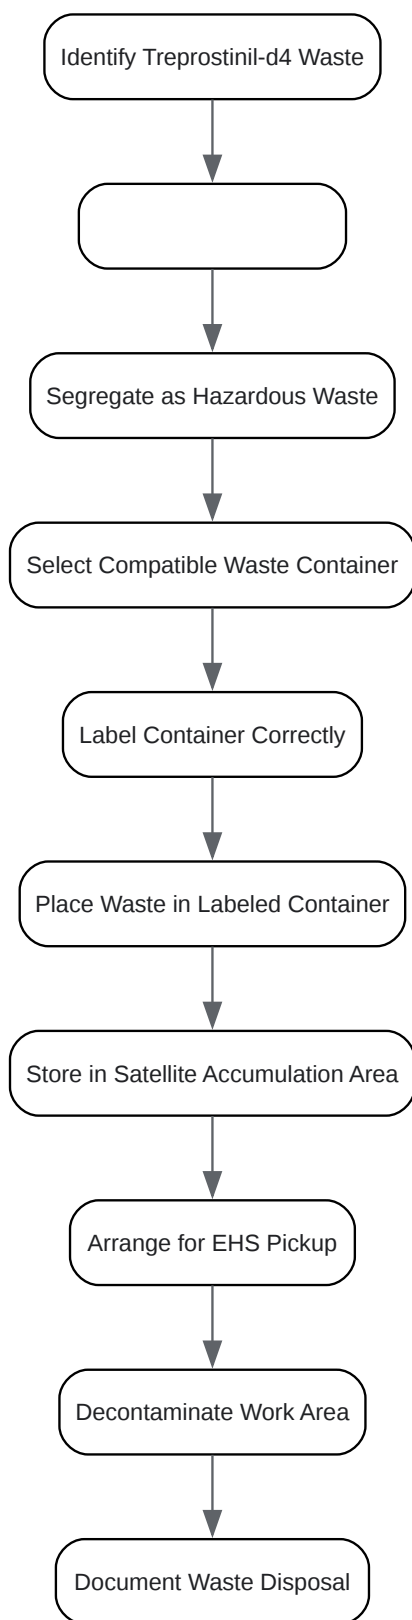 Identify Treprostinil-d4 Waste
Segregate as Hazardous Waste
Select Compatible Waste Container
Label Container Correctly
Place Waste in Labeled Container
Store in Satellite Accumulation Area
Arrange for EHS Pickup
Decontaminate Work Area
Document Waste Disposal